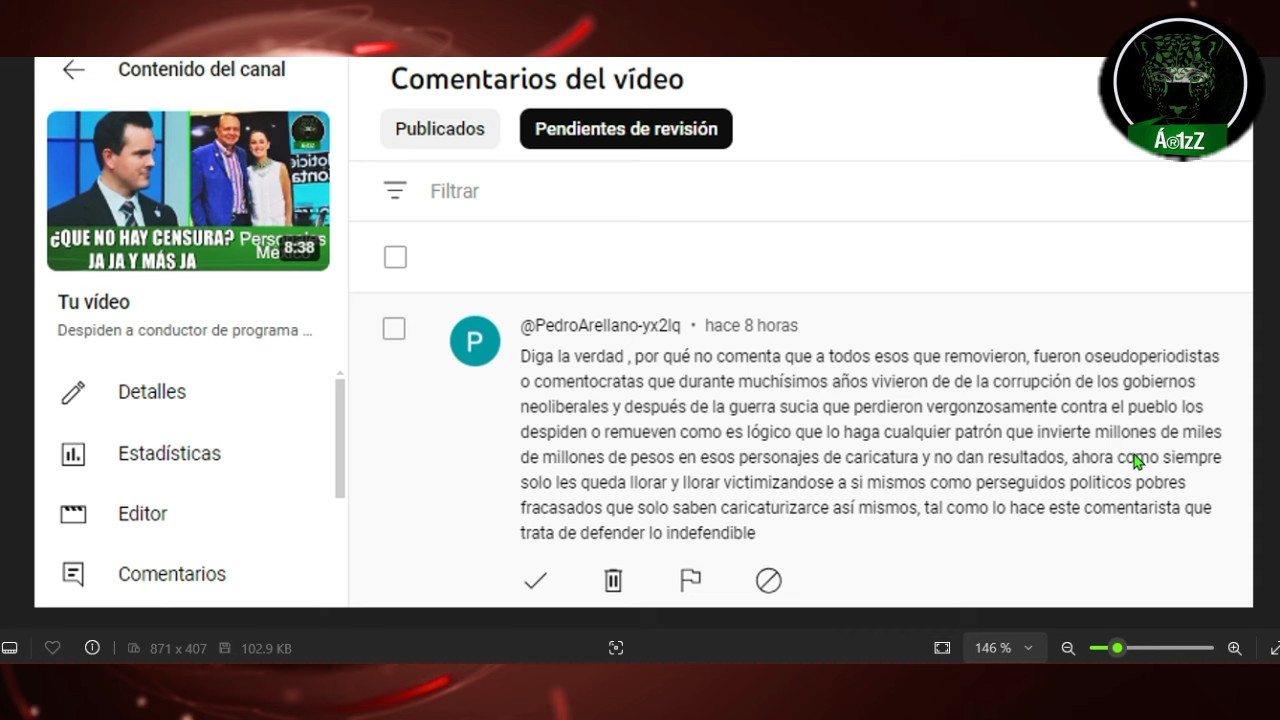 Contenido del canal
Comentarios del vídeo
Á®1zZ
Publicados
Pendientes de revisión
Filtrar
¿QUE NO HAY CENSURA?
JA JA Y MÁS JA
8:38
Tu vídeo
Despiden a conductor de programa ...
Detalles
Estadísticas
Editor
Comentarios
P
@PedroArellano-yx2lq • hace 8 horas
Diga la verdad , por qué no comenta que a todos esos que removieron, fueron oseudoperiodistas
o comentocratas que durante muchísimos años vivieron de de la corrupción de los gobiernos
neoliberales y después de la guerra sucia que perdieron vergonzosamente contra el pueblo los
despiden o remueven como es lógico que lo haga cualquier patrón que invierte millones de miles
de millones de pesos en esos personajes de caricatura y no dan resultados, ahora como siempre
solo les queda llorar y llorar victimizandose a si mismos como perseguidos politicos pobres
fracasados que solo saben caricaturizarce así mismos, tal como lo hace este comentarista que
trata de defender lo indefendible
871 x 407
102.9 KB
146 %